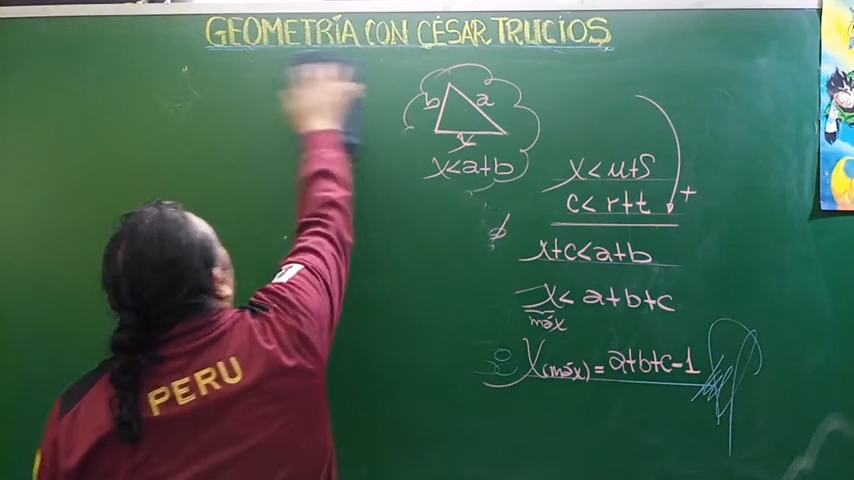 GEOMETRÍA CON CÉSAR TRUCIOS
b a
x
x<a+b
x<u+s
c<r+t +
x+c<a+b
x<a+b+c
máx
X(máx)=a+b+c-1
PERU